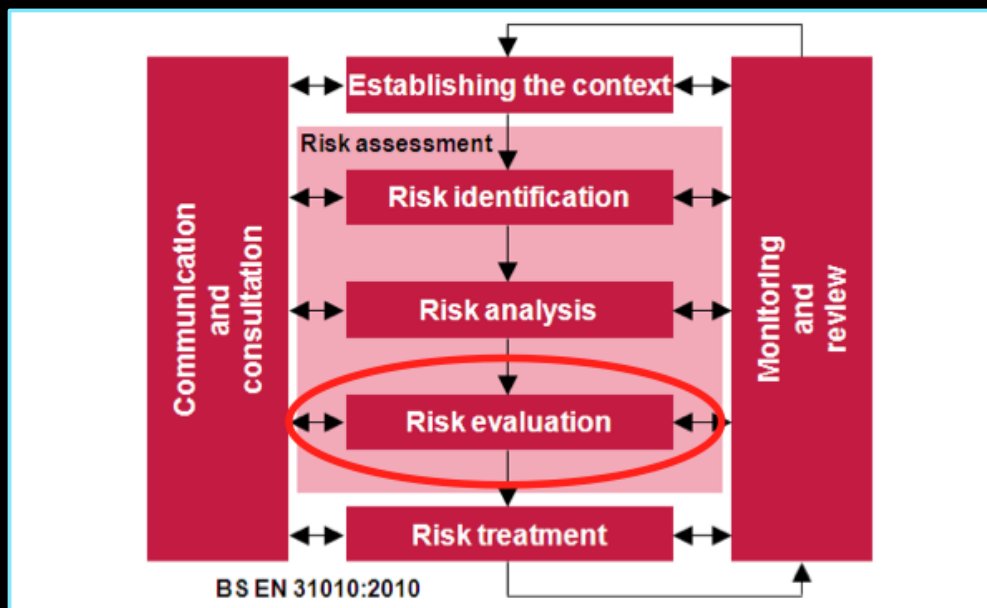 Establishing the context
Risk assessment
Risk identification
Risk analysis
Risk evaluation
Risk treatment
Communication
and
consultation
Monitoring
and
review
BS EN 31010:2010